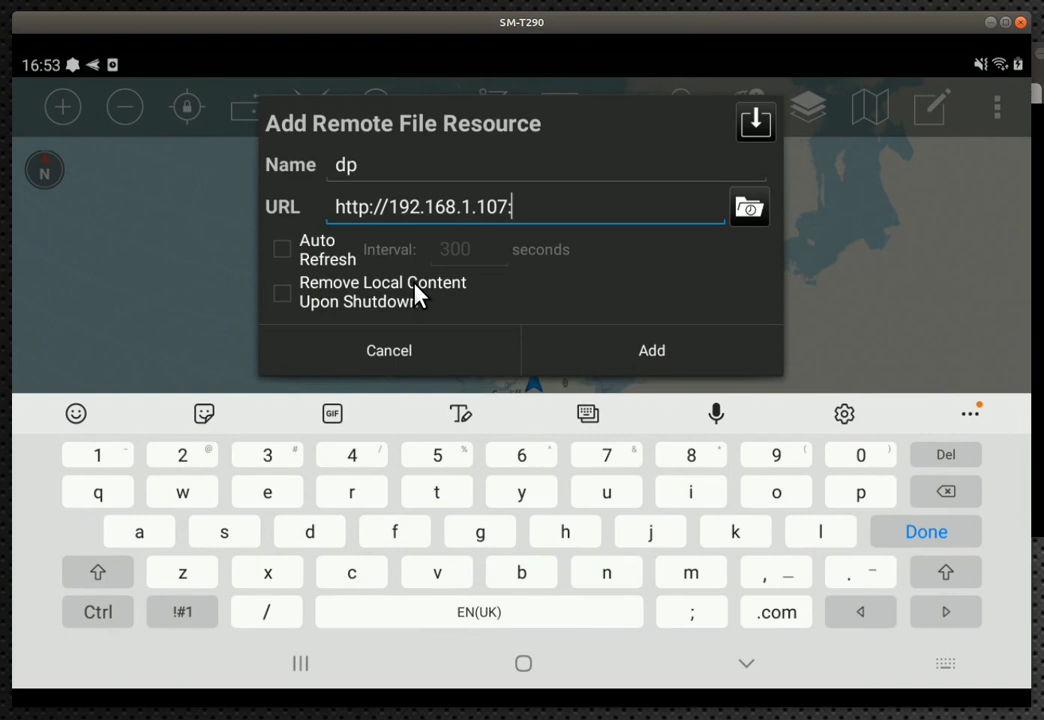 SM-T290
16:53
N
Add Remote File Resource
Name dp
URL http://192.168.1.107:
Auto Refresh Interval: 300 seconds
Remove Local Content
Upon Shutdown
Cancel Add
GIF
1 2 @ 3 # 4 / 5 % 6 ^ 7 & 8 * 9 ( 0 ) Del
q w e r t y u i o p
a s d f g h j k l Done
z x c v b n m , _ . -
Ctrl !#1 / EN(UK) ; .com